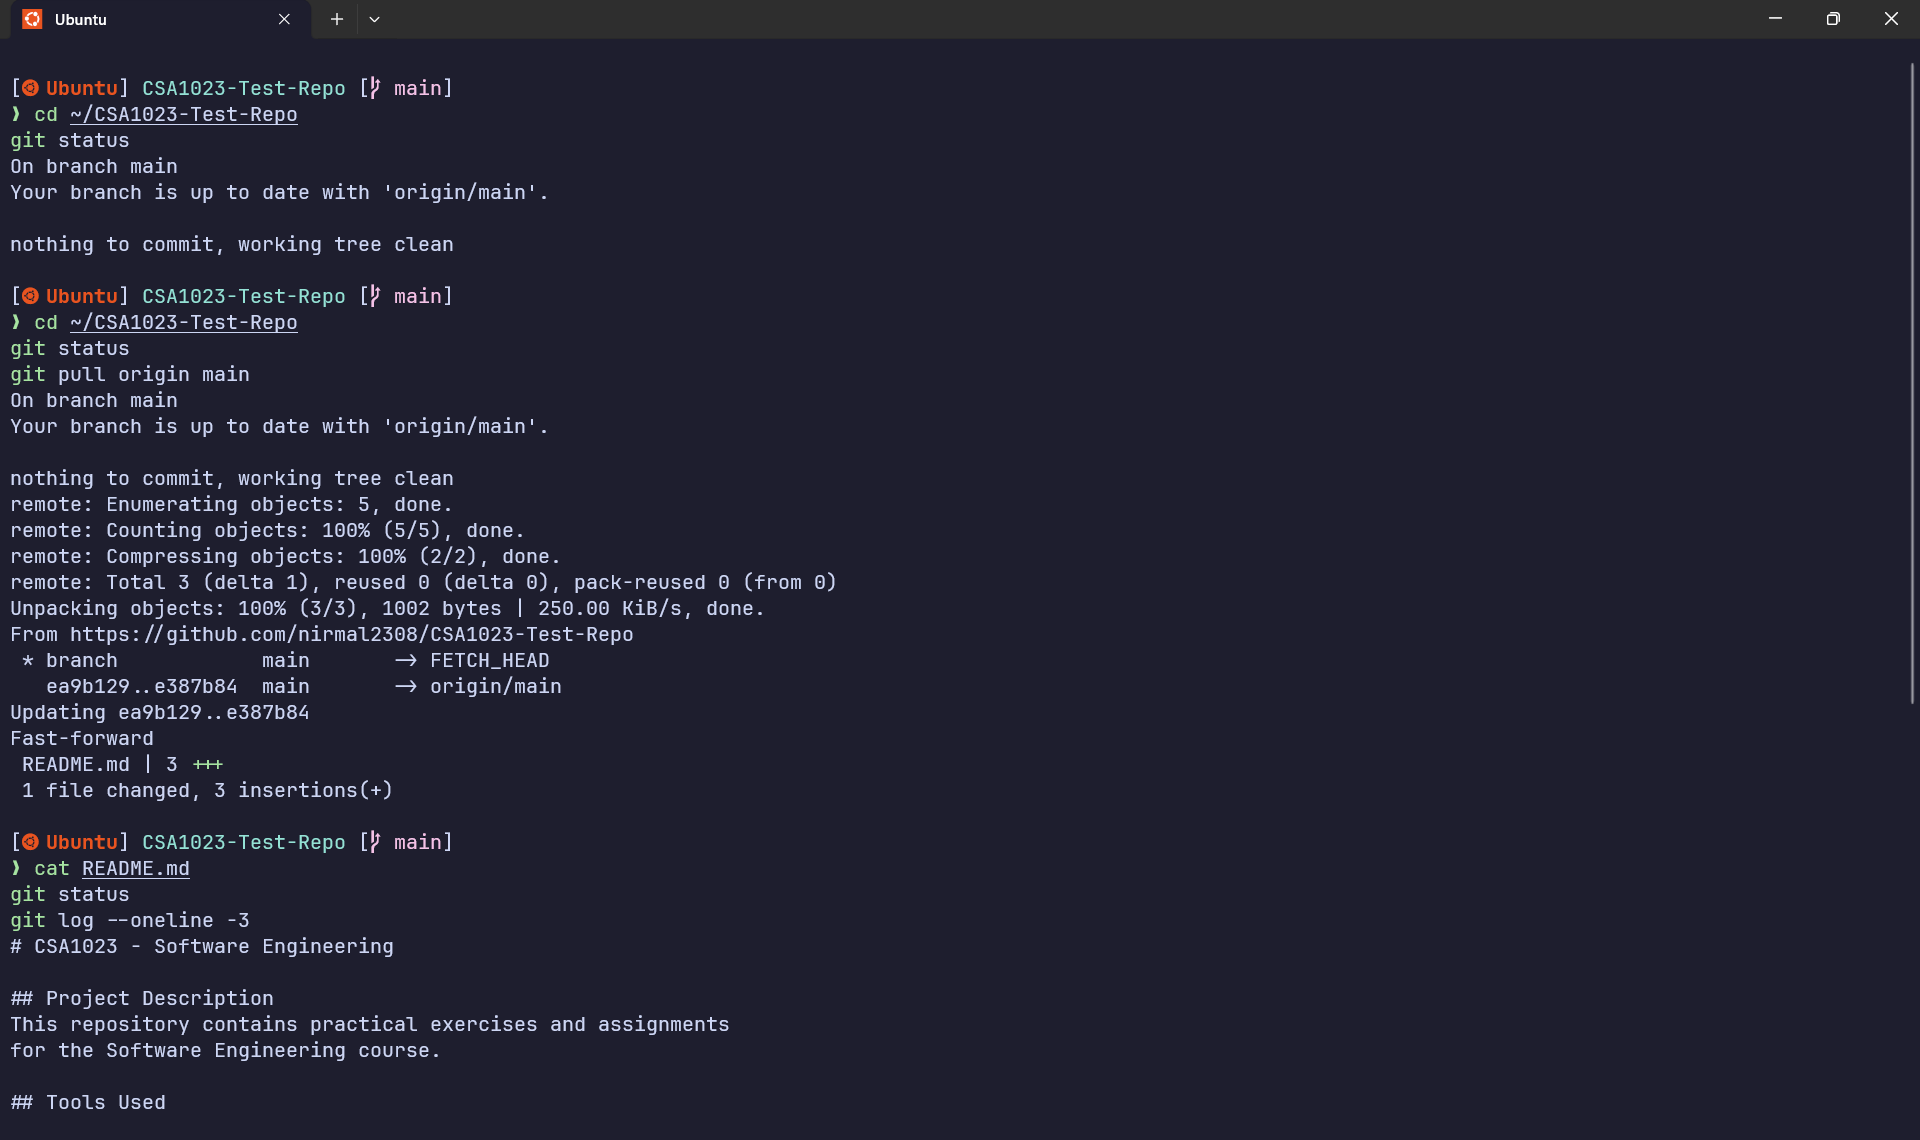 Ubuntu
[Ubuntu] CSA1023-Test-Repo [ main]
❯ cd ~/CSA1023-Test-Repo
git status
On branch main
Your branch is up to date with 'origin/main'.
nothing to commit, working tree clean
[Ubuntu] CSA1023-Test-Repo [ main]
❯ cd ~/CSA1023-Test-Repo
git status
git pull origin main
On branch main
Your branch is up to date with 'origin/main'.
nothing to commit, working tree clean
remote: Enumerating objects: 5, done.
remote: Counting objects: 100% (5/5), done.
remote: Compressing objects: 100% (2/2), done.
remote: Total 3 (delta 1), reused 0 (delta 0), pack-reused 0 (from 0)
Unpacking objects: 100% (3/3), 1002 bytes | 250.00 KiB/s, done.
From https://github.com/nirmal2308/CSA1023-Test-Repo
 * branch            main       -> FETCH_HEAD
   ea9b129..e387b84  main       -> origin/main
Updating ea9b129..e387b84
Fast-forward
 README.md | 3 +++
 1 file changed, 3 insertions(+)
[Ubuntu] CSA1023-Test-Repo [ main]
❯ cat README.md
git status
git log --oneline -3
# CSA1023 - Software Engineering
## Project Description
This repository contains practical exercises and assignments
for the Software Engineering course.
## Tools Used